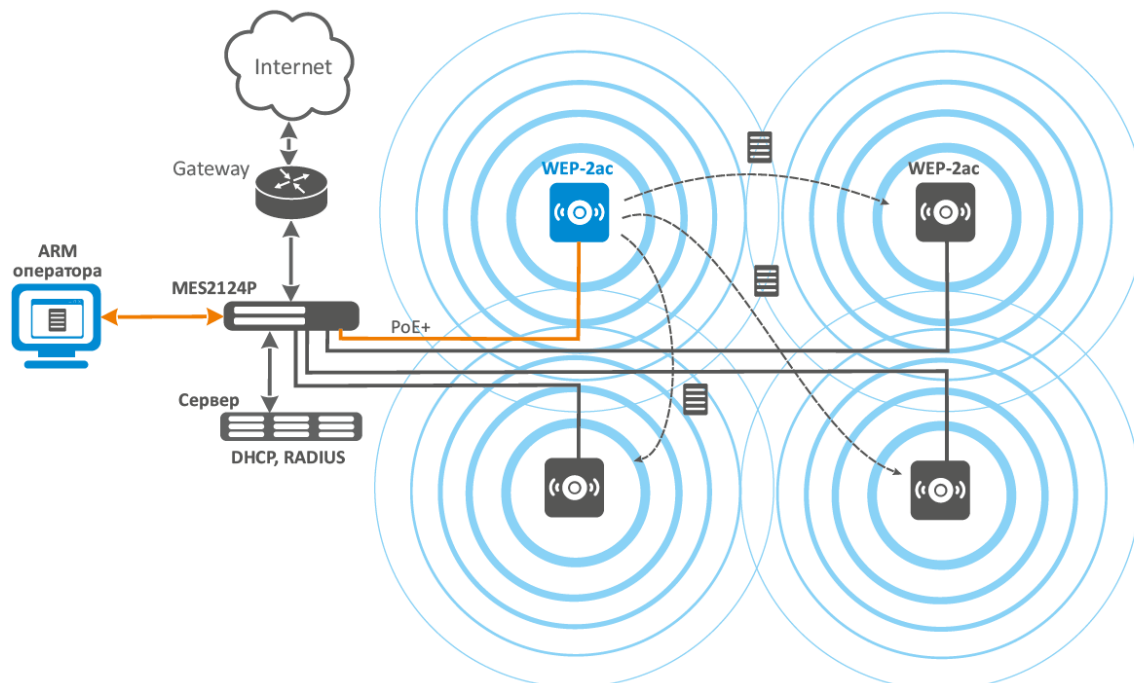 Internet
Gateway
WEP-2ac
WEP-2ac
ARM
оператора
MES2124P
PoE+
Сервер
DHCP, RADIUS